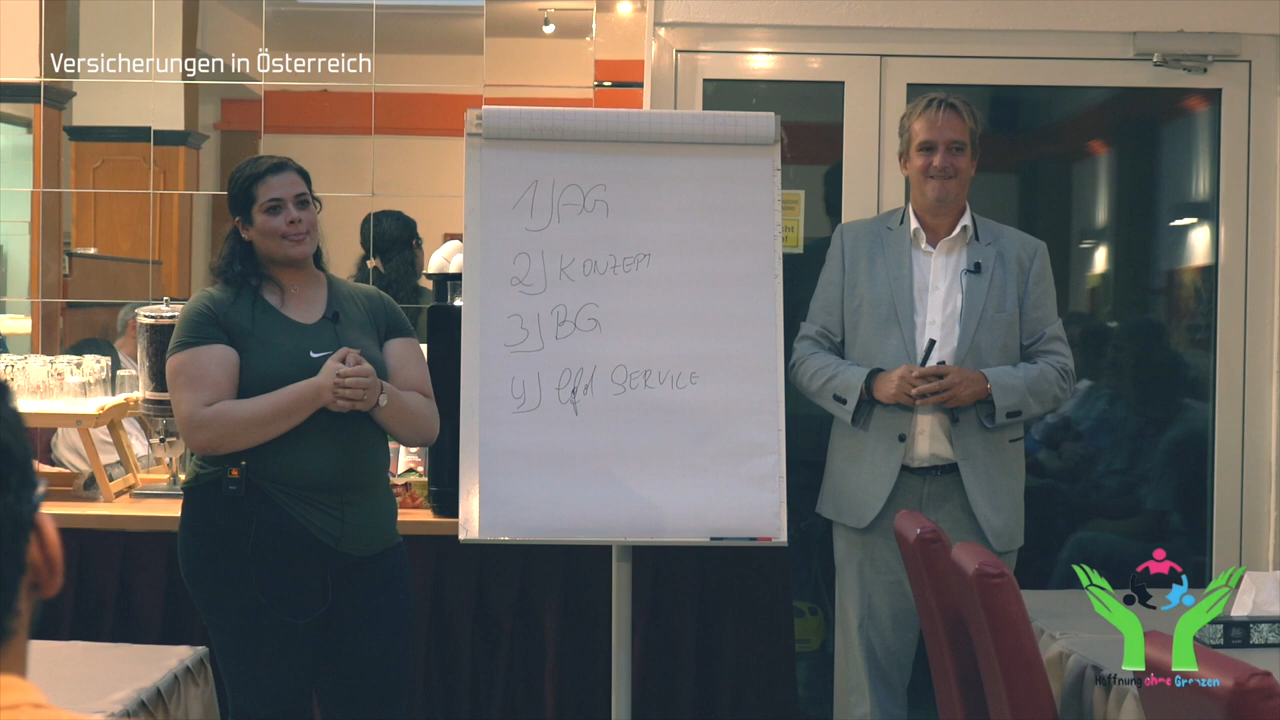 Versicherungen in Österreich
1) AG
2) KONZEPT
3) BG
4) lfd SERVICE
Hoffnung ohne Grenzen